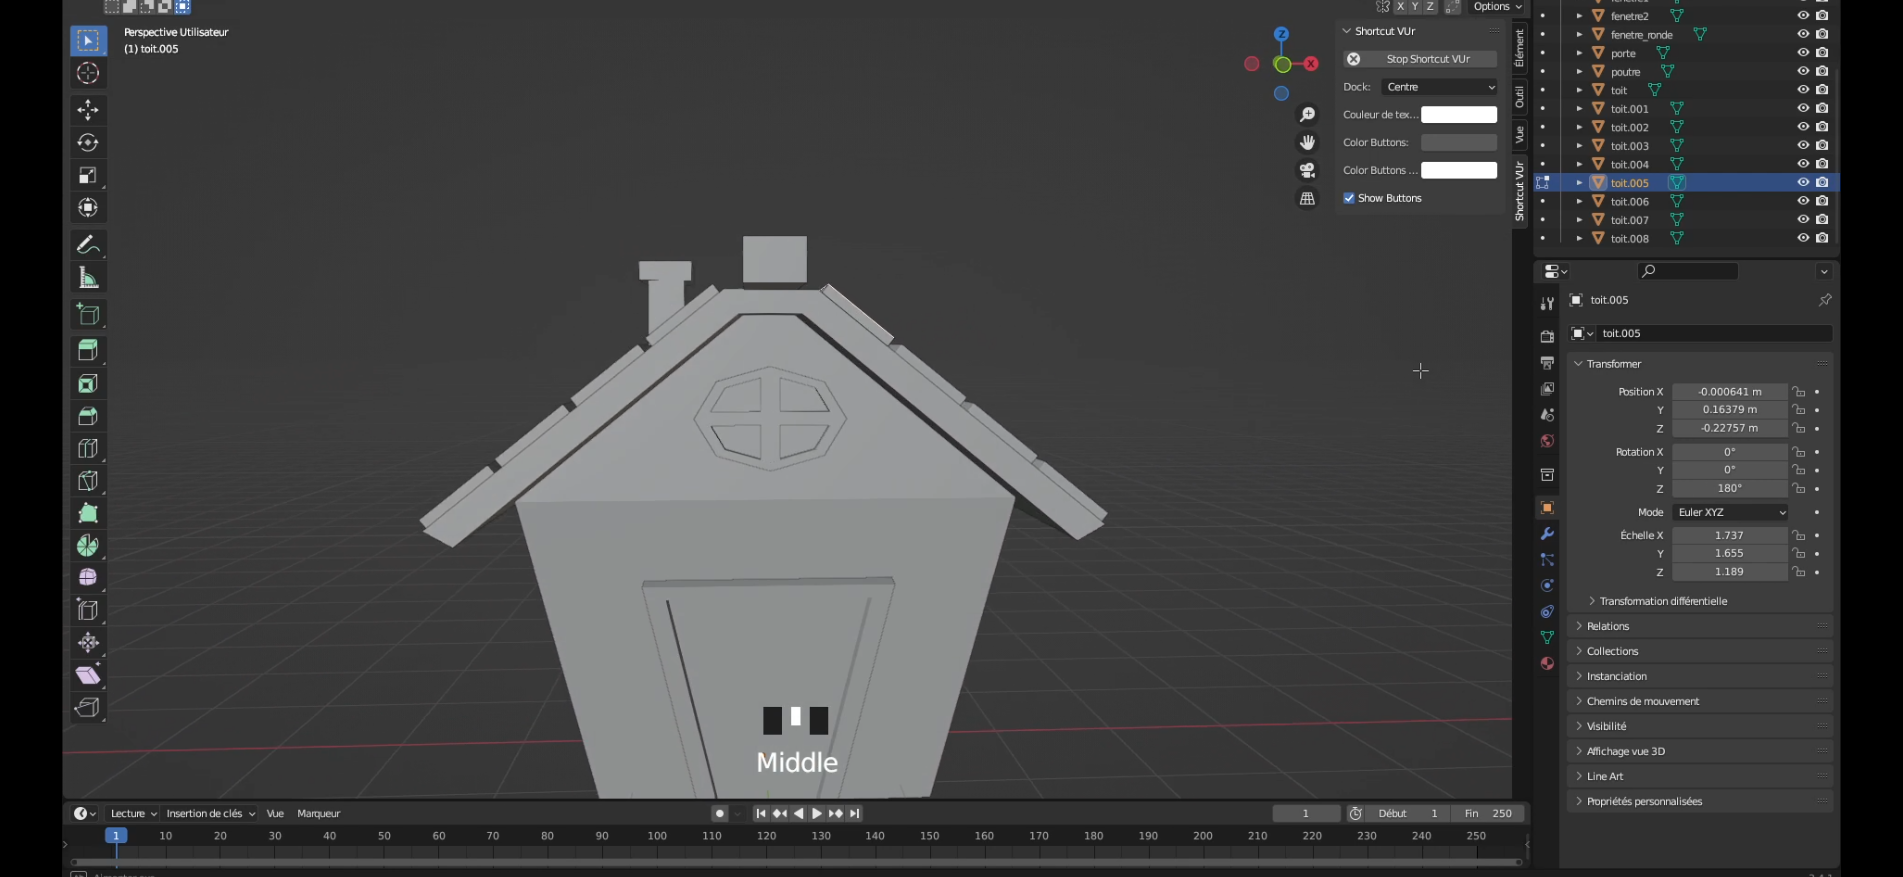 X Y Z
Options
Perspective Utilisateur
(1) toit.005
Z
X
Shortcut VUr
Stop Shortcut VUr
Dock: Centre
Couleur de tex...
Color Buttons:
Color Buttons ...
Show Buttons
Élément
Outil
Vue
Shortcut VUr
fenetre2
fenetre_ronde
porte
poutre
toit
toit.001
toit.002
toit.003
toit.004
toit.005
toit.006
toit.007
toit.008
toit.005
toit.005
Transformer
Position X -0.000641 m
Y 0.16379 m
Z -0.22757 m
Rotation X 0°
Y 0°
Z 180°
Mode Euler XYZ
Échelle X 1.737
Y 1.655
Z 1.189
Transformation différentielle
Relations
Collections
Instanciation
Chemins de mouvement
Visibilité
Affichage vue 3D
Line Art
Propriétés personnalisées
Middle
Lecture Insertion de clés Vue Marqueur
1 Début 1 Fin 250
1 10 20 30 40 50 60 70 80 90 100 110 120 130 140 150 160 170 180 190 200 210 220 230 240 250